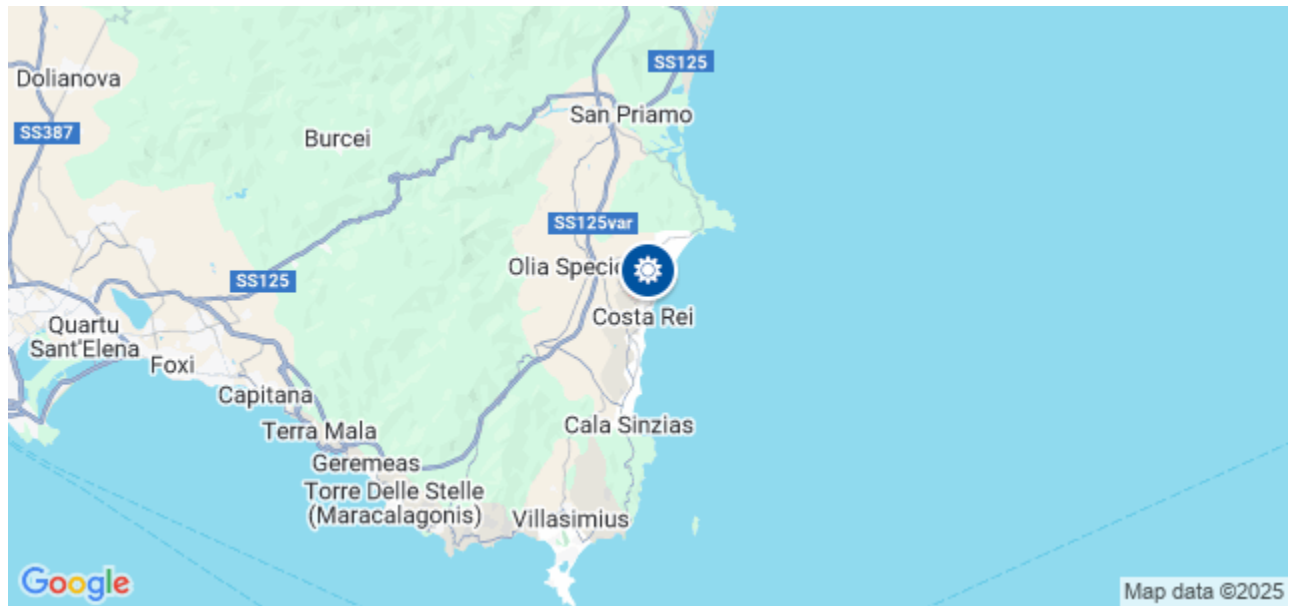 SS125
Dolianova
San Priamo
SS387
Burcei
SS125var
Olia Speci
SS125
Costa Rei
Quartu
Sant'Elena
Foxi
Capitana
Cala Sinzias
Terra Mala
Geremeas
Torre Delle Stelle
(Maracalagonis)
Villasimius
Google
Map data ©2025